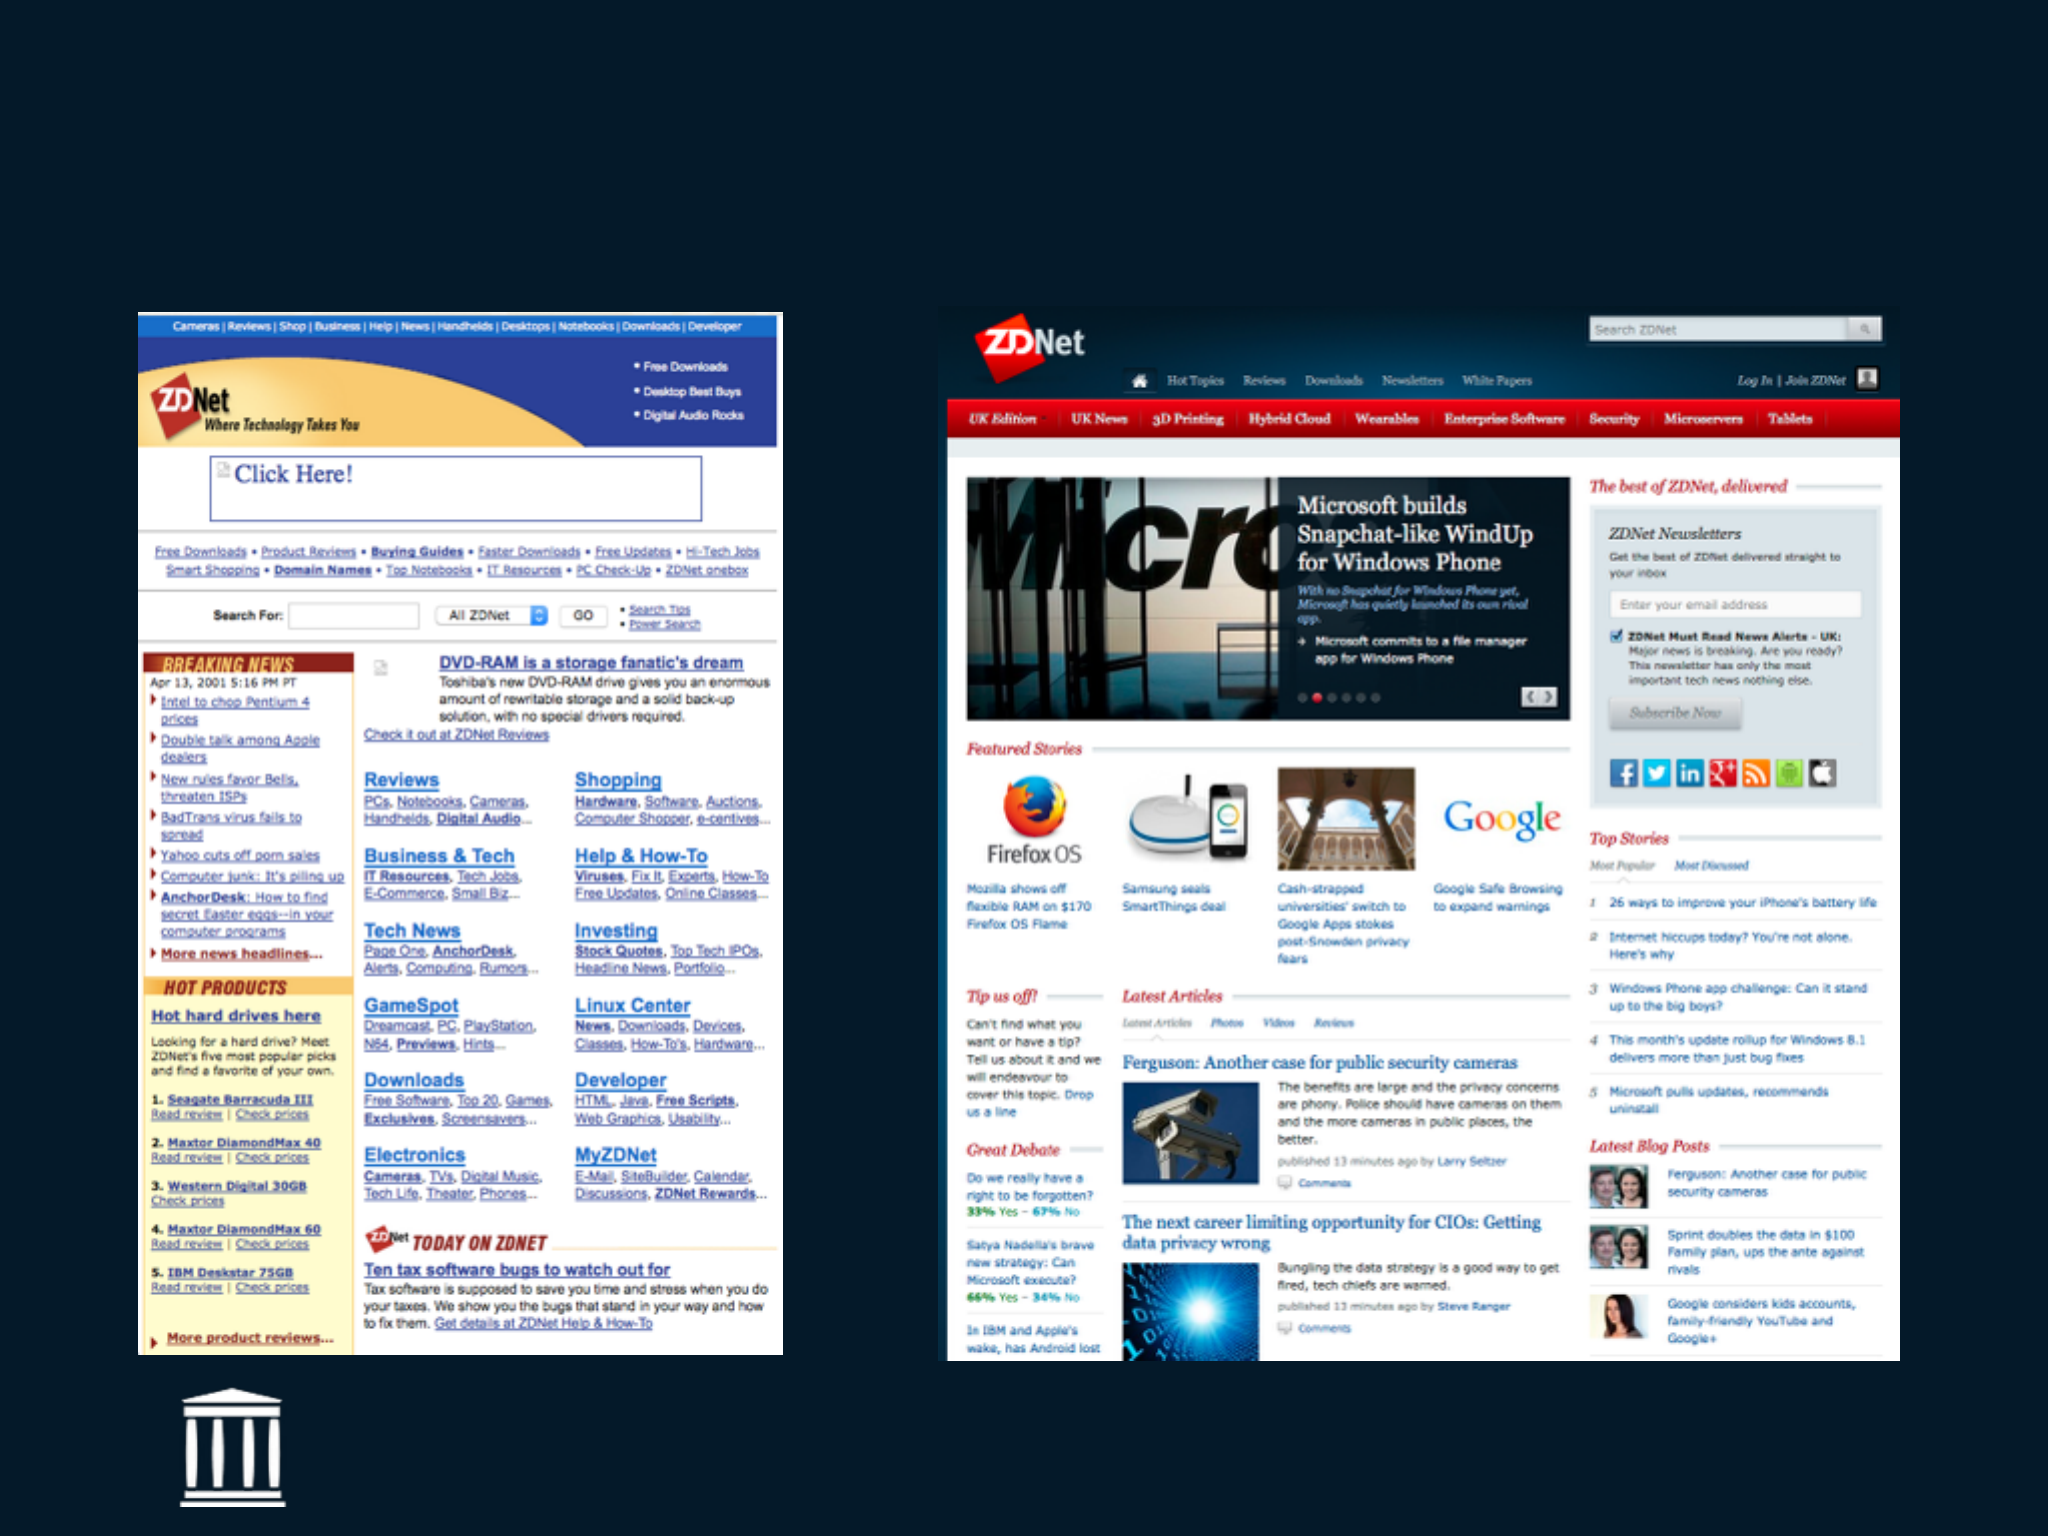 Cameras | Reviews | Shop | Business | Help | News | Handhelds | Desktops | Notebooks | Downloads | Developer
• Free Downloads
• Desktop Best Buys
• Digital Audio Rocks
ZDNet
Where Technology Takes You
Click Here!
Free Downloads • Product Reviews • Buying Guides • Faster Downloads • Free Updates • Hi-Tech Jobs
Smart Shopping • Domain Names • Top Notebooks • IT Resources • PC Check-Up • ZDNet onebox
Search For:
All ZDNet
GO
• Search Tips
• Power Search
BREAKING NEWS
Apr 13, 2001 5:16 PM PT
Intel to chop Pentium 4
prices
Double talk among Apple
dealers
New rules favor Bells,
threaten ISPs
BadTrans virus fails to
spread
Yahoo cuts off porn sales
Computer junk: It's piling up
AnchorDesk: How to find
secret Easter eggs--in your
computer programs
More news headlines...
HOT PRODUCTS
Hot hard drives here
Looking for a hard drive? Meet
ZDNet's five most popular picks
and find a favorite of your own.
1. Seagate Barracuda III
Read review | Check prices
2. Maxtor DiamondMax 40
Read review | Check prices
3. Western Digital 30GB
Check prices
4. Maxtor DiamondMax 60
Read review | Check prices
5. IBM Deskstar 75GB
Read review | Check prices
More product reviews...
DVD-RAM is a storage fanatic's dream
Toshiba's new DVD-RAM drive gives you an enormous
amount of rewritable storage and a solid back-up
solution, with no special drivers required.
Check it out at ZDNet Reviews
Reviews
PCs, Notebooks, Cameras,
Handhelds, Digital Audio...
Shopping
Hardware, Software, Auctions,
Computer Shopper, e-centives...
Business & Tech
IT Resources, Tech Jobs,
E-Commerce, Small Biz...
Help & How-To
Viruses, Fix It, Experts, How-To
Free Updates, Online Classes...
Tech News
Page One, AnchorDesk,
Alerts, Computing, Rumors...
Investing
Stock Quotes, Top Tech IPOs,
Headline News, Portfolio...
GameSpot
Dreamcast, PC, PlayStation,
N64, Previews, Hints...
Linux Center
News, Downloads, Devices,
Classes, How-To's, Hardware...
Downloads
Free Software, Top 20, Games,
Exclusives, Screensavers...
Developer
HTML, Java, Free Scripts,
Web Graphics, Usability...
Electronics
Cameras, TVs, Digital Music,
Tech Life, Theater, Phones...
MyZDNet
E-Mail, SiteBuilder, Calendar,
Discussions, ZDNet Rewards...
ZDNet TODAY ON ZDNET
Ten tax software bugs to watch out for
Tax software is supposed to save you time and stress when you do
your taxes. We show you the bugs that stand in your way and how
to fix them. Get details at ZDNet Help & How-To
ZDNet
Search ZDNet
Hot Topics Reviews Downloads Newsletters White Papers
Log In | Join ZDNet
UK Edition UK News 3D Printing Hybrid Cloud Wearables Enterprise Software Security Microservers Tablets
Micro
Microsoft builds
Snapchat-like WindUp
for Windows Phone
With no Snapchat for Windows Phone yet,
Microsoft has quietly launched its own rival
app.
Microsoft commits to a file manager
app for Windows Phone
Featured Stories
Firefox OS
Mozilla shows off
flexible RAM on $170
Firefox OS Flame
Samsung seals
SmartThings deal
Cash-strapped
universities' switch to
Google Apps stokes
post-Snowden privacy
fears
Google
Google Safe Browsing
to expand warnings
Tip us off?
Can't find what you
want or have a tip?
Tell us about it and we
will endeavour to
cover this topic. Drop
us a line
Great Debate
Do we really have a
right to be forgotten?
33% Yes – 67% No
Satya Nadella's brave
new strategy: Can
Microsoft execute?
66% Yes – 34% No
In IBM and Apple's
wake, has Android lost
Latest Articles
Latest Articles Photos Videos Reviews
Ferguson: Another case for public security cameras
The benefits are large and the privacy concerns
are phony. Police should have cameras on them
and the more cameras in public places, the
better.
published 13 minutes ago by Larry Seltzer
Comments
The next career limiting opportunity for CIOs: Getting
data privacy wrong
Bungling the data strategy is a good way to get
fired, tech chiefs are warned.
published 13 minutes ago by Steve Ranger
Comments
The best of ZDNet, delivered
ZDNet Newsletters
Get the best of ZDNet delivered straight to
your inbox
Enter your email address
ZDNet Must Read News Alerts - UK:
Major news is breaking. Are you ready?
This newsletter has only the most
important tech news nothing else.
Subscribe Now
Top Stories
Most Popular Most Discussed
1 26 ways to improve your iPhone's battery life
2 Internet hiccups today? You're not alone.
Here's why
3 Windows Phone app challenge: Can it stand
up to the big boys?
4 This month's update rollup for Windows 8.1
delivers more than just bug fixes
5 Microsoft pulls updates, recommends
uninstall
Latest Blog Posts
Ferguson: Another case for public
security cameras
Sprint doubles the data in $100
Family plan, ups the ante against
rivals
Google considers kids accounts,
family-friendly YouTube and
Google+